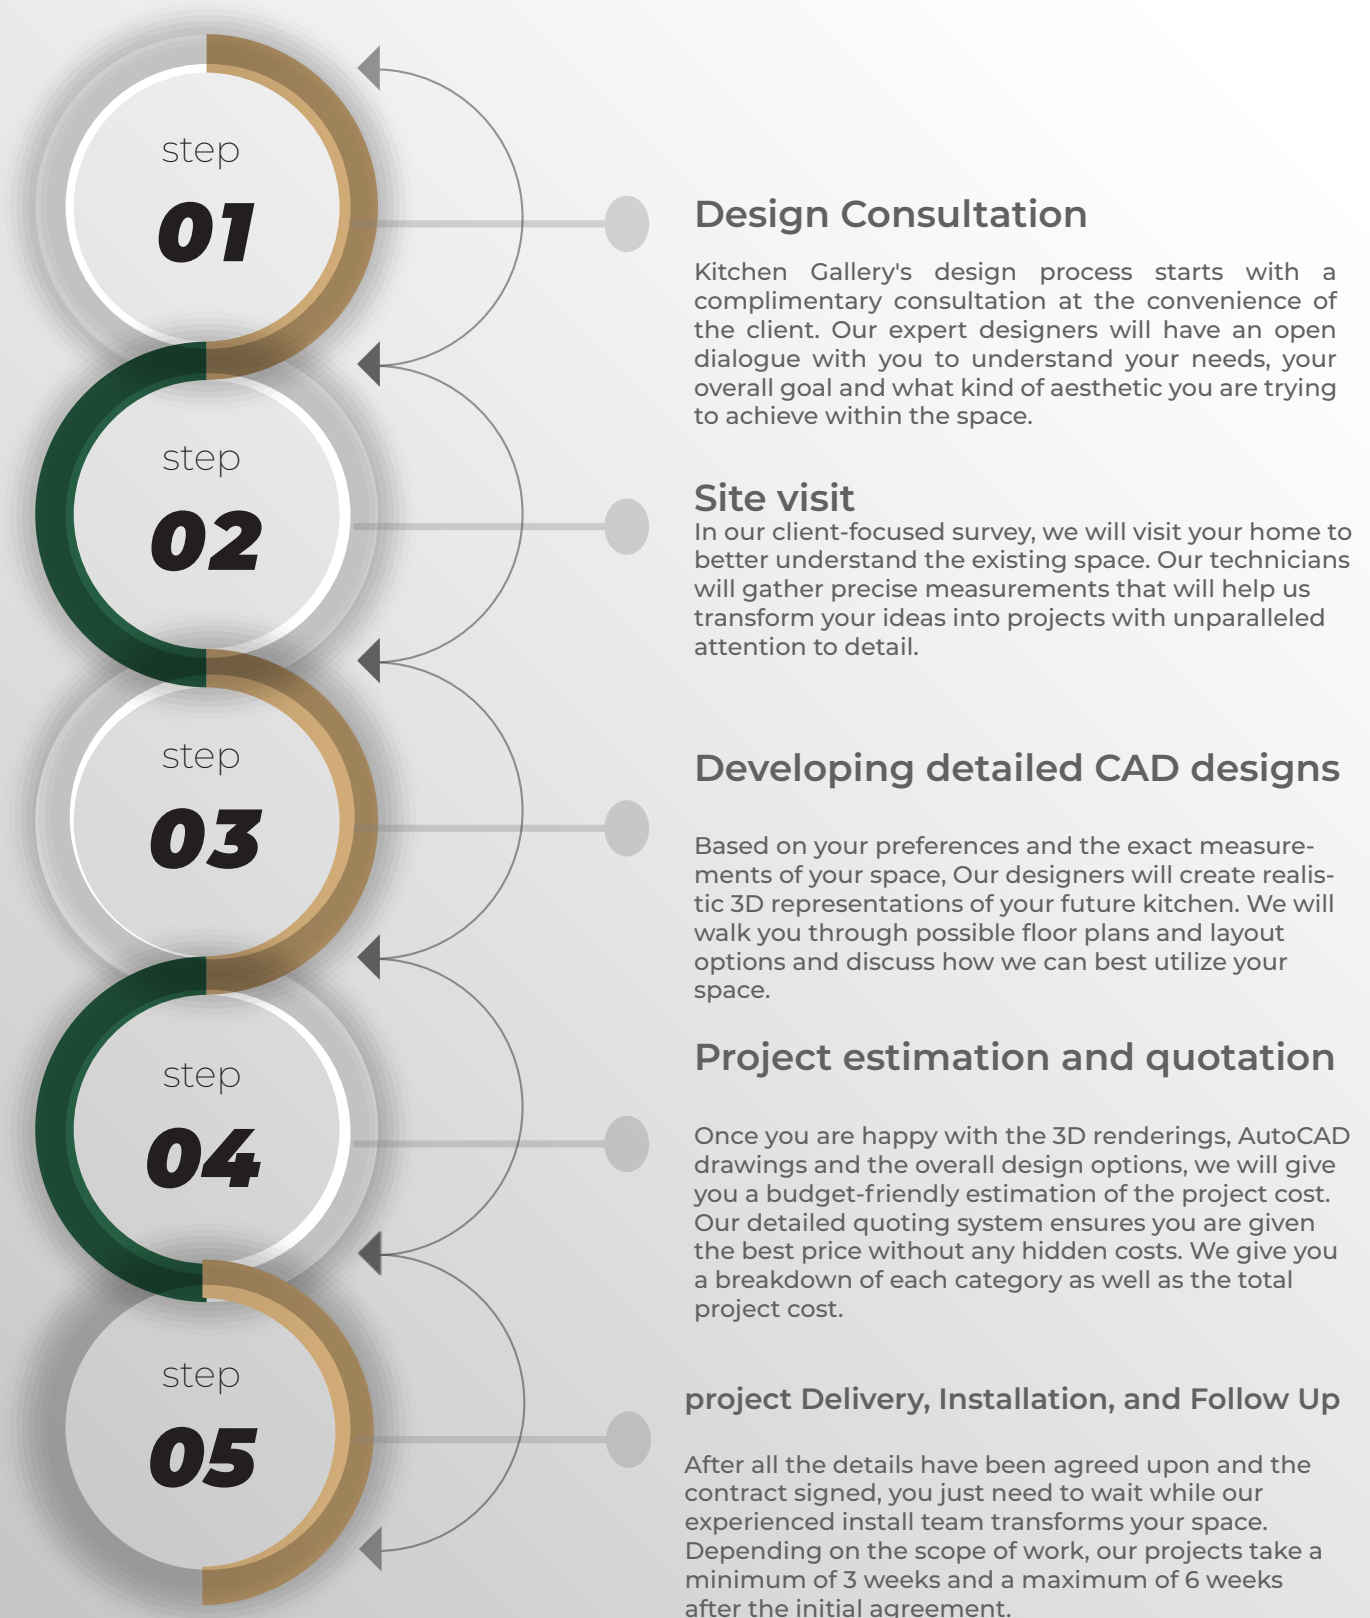 step
01
Design Consultation
Kitchen Gallery's design process starts with a
complimentary consultation at the convenience of
the client. Our expert designers will have an open
dialogue with you to understand your needs, your
overall goal and what kind of aesthetic you are trying
to achieve within the space.
step
02
Site visit
In our client-focused survey, we will visit your home to
better understand the existing space. Our technicians
will gather precise measurements that will help us
transform your ideas into projects with unparalleled
attention to detail.
step
03
Developing detailed CAD designs
Based on your preferences and the exact measure-
ments of your space, Our designers will create realis-
tic 3D representations of your future kitchen. We will
walk you through possible floor plans and layout
options and discuss how we can best utilize your
space.
step
04
Project estimation and quotation
Once you are happy with the 3D renderings, AutoCAD
drawings and the overall design options, we will give
you a budget-friendly estimation of the project cost.
Our detailed quoting system ensures you are given
the best price without any hidden costs. We give you
a breakdown of each category as well as the total
project cost.
step
05
project Delivery, Installation, and Follow Up
After all the details have been agreed upon and the
contract signed, you just need to wait while our
experienced install team transforms your space.
Depending on the scope of work, our projects take a
minimum of 3 weeks and a maximum of 6 weeks
after the initial agreement.